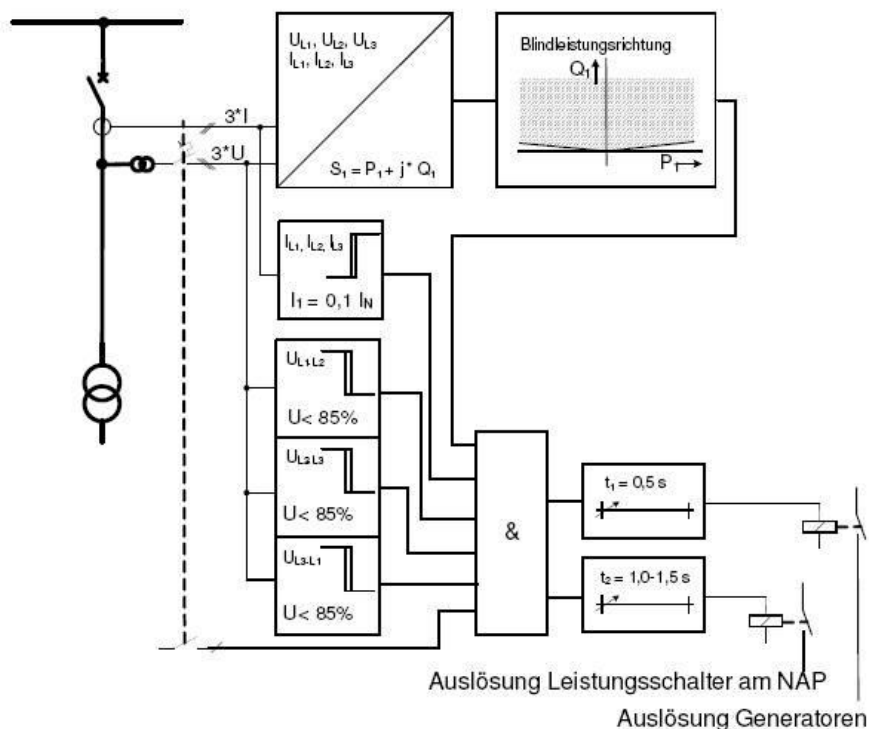 U_L1, U_L2, U_L3
I_L1, I_L2, I_L3
S_1 = P_1 + j* Q_1
Blindleistungsrichtung
Q_1
P_1
3*I
3*U
I_L1, I_L2, I_L3
I_1 = 0,1 I_N
U_L1-L2
U< 85%
U_L2-L3
U< 85%
U_L3-L1
U< 85%
&
t_1 = 0,5 s
t_2 = 1,0-1,5 s
Auslösung Leistungsschalter am NAP
Auslösung Generatoren